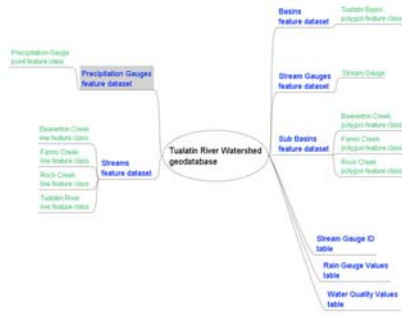 Precipitation Gauge
point feature class
Precipitation Gauges
feature dataset
Beaverton Creek
line feature class
Fanno Creek
line feature class
Rock Creek
line feature class
Tualatin River
line feature class
Streams
feature dataset
Tualatin River Watershed
geodatabase
Basins
feature dataset
Tualatin Basin
polygon feature class
Stream Gauges
feature dataset
Stream Gauge
Sub Basins
feature dataset
Beaverton Creek
polygon feature class
Fanno Creek
polygon feature class
Rock Creek
polygon feature class
Stream Gauge ID
table
Rain Gauge Values
table
Water Quality Values
table